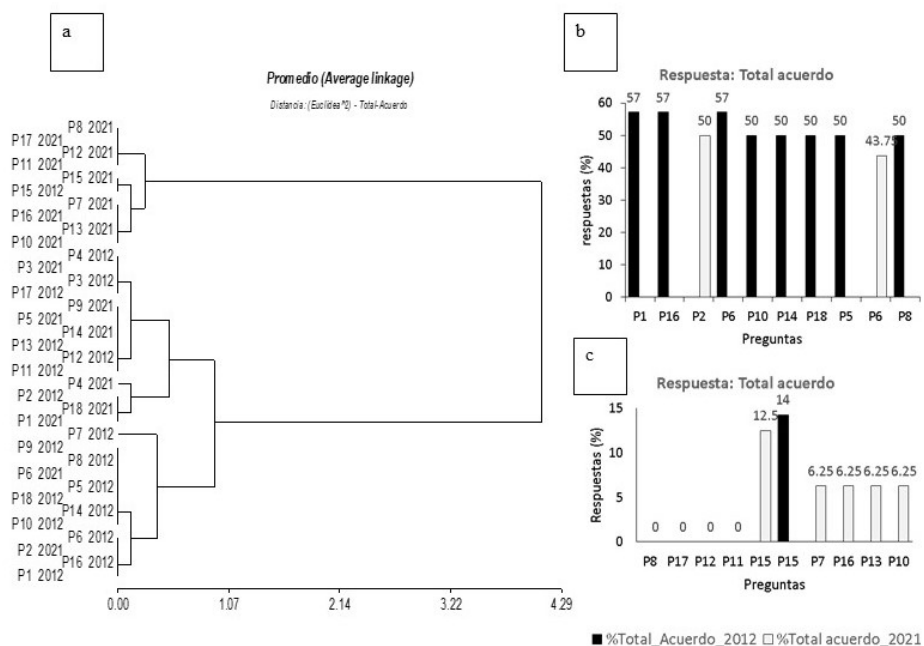 a
Promedio (Average linkage)
Distancia: (Euclídea^2) - Total-Acuerdo
P8 2021
P17 2021
P12 2021
P11 2021
P15 2021
P15 2012
P7 2021
P16 2021
P13 2021
P10 2021
P4 2012
P3 2021
P3 2012
P17 2012
P9 2021
P5 2021
P14 2021
P13 2012
P12 2012
P11 2012
P4 2021
P2 2012
P18 2021
P1 2021
P7 2012
P9 2012
P8 2012
P6 2021
P5 2012
P18 2012
P14 2012
P10 2012
P6 2012
P2 2021
P16 2012
P1 2012
0.00 1.07 2.14 3.22 4.29
b
Respuesta: Total acuerdo
57 57 50 57 50 50 50 50 43.75 50
respuestas (%)
60
50
40
30
20
10
0
P1 P16 P2 P6 P10 P14 P18 P5 P6 P8
Preguntas
c
Respuesta: Total acuerdo
0 0 0 0 12.5 14 6.25 6.25 6.25 6.25
Respuestas (%)
15
10
5
0
P8 P17 P12 P11 P15 P15 P7 P16 P13 P10
Preguntas
%Total_Acuerdo_2012 %Total acuerdo_2021